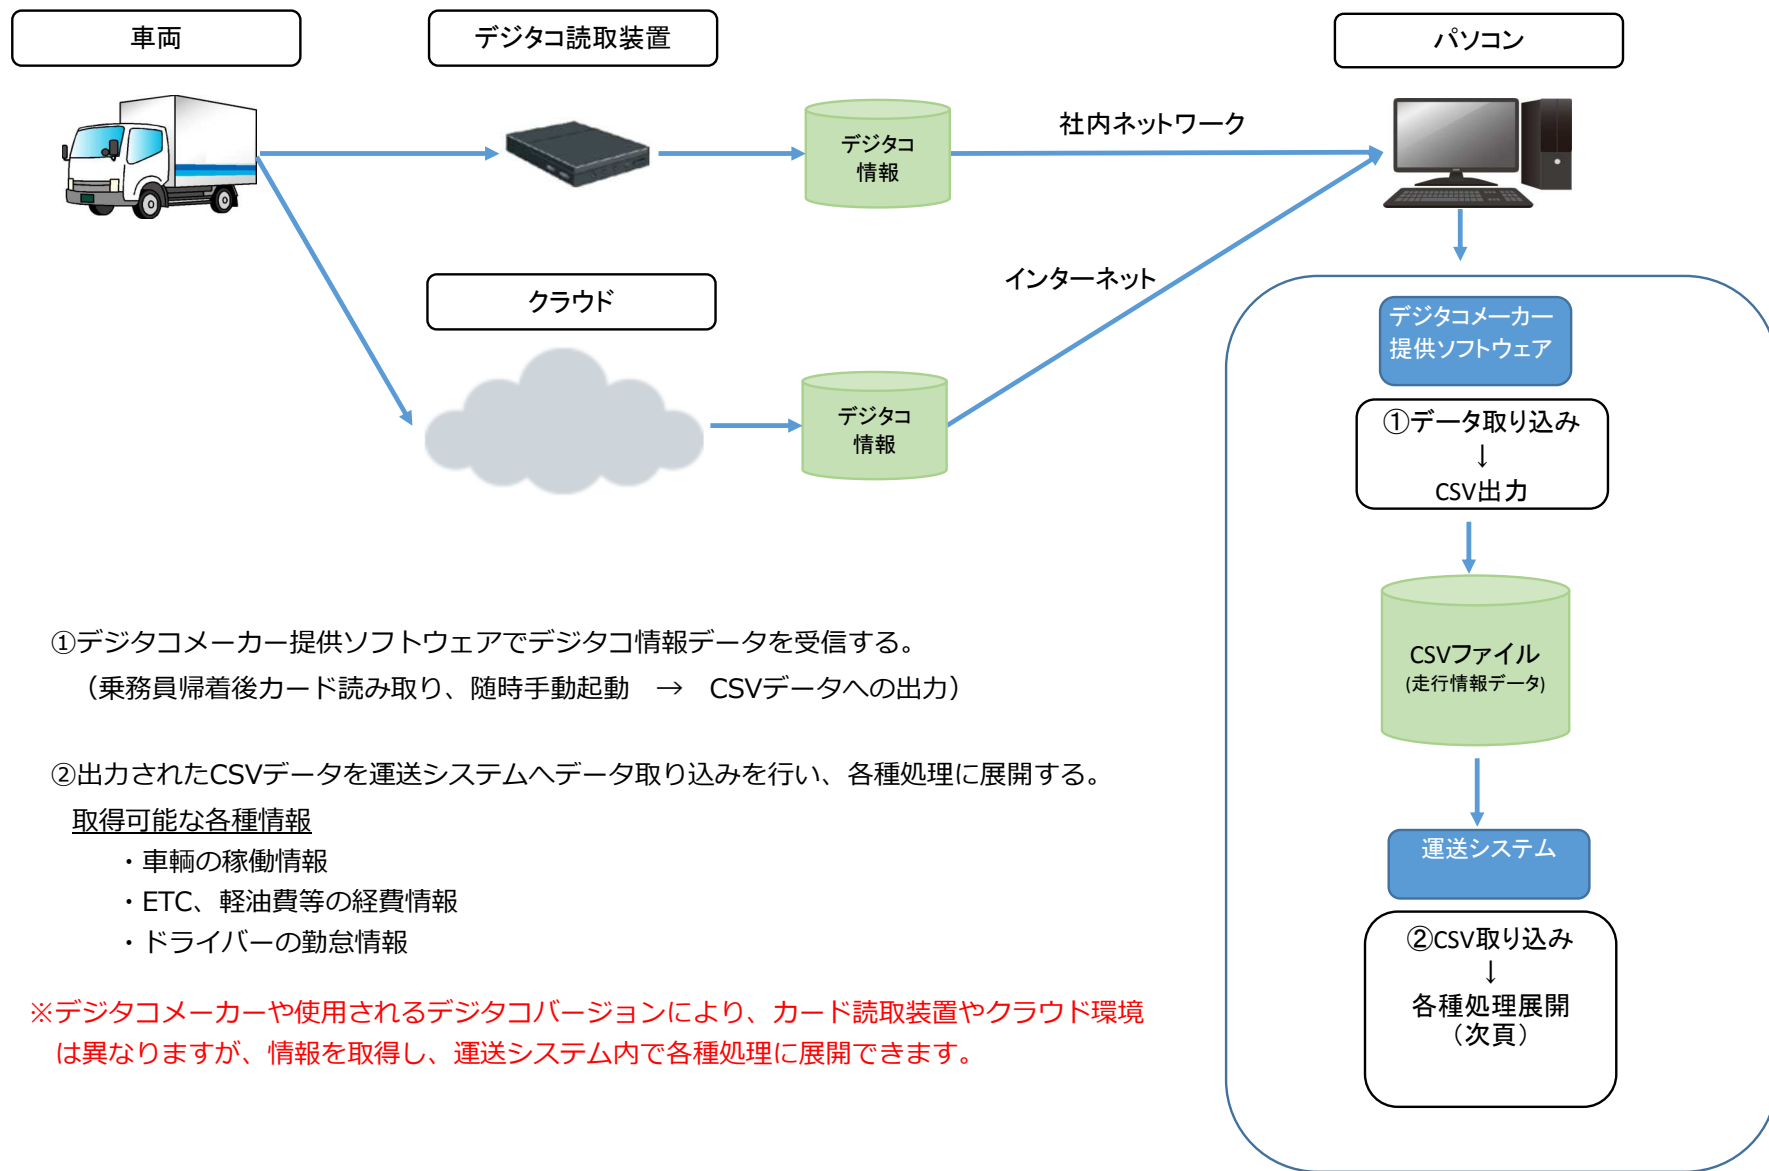 車両
デジタコ読取装置
パソコン
デジタコ
情報
社内ネットワーク
クラウド
インターネット
デジタコ
情報
デジタコメーカー
提供ソフトウェア
①データ取り込み
↓
CSV出力
CSVファイル
(走行情報データ)
運送システム
②CSV取り込み
↓
各種処理展開
（次頁）
①デジタコメーカー提供ソフトウェアでデジタコ情報データを受信する。
（乗務員帰着後カード読み取り、随時手動起動　→　CSVデータへの出力）
②出力されたCSVデータを運送システムへデータ取り込みを行い、各種処理に展開する。
取得可能な各種情報
・車輌の稼働情報
・ETC、軽油費等の経費情報
・ドライバーの勤怠情報
※デジタコメーカーや使用されるデジタコバージョンにより、カード読取装置やクラウド環境
は異なりますが、情報を取得し、運送システム内で各種処理に展開できます。